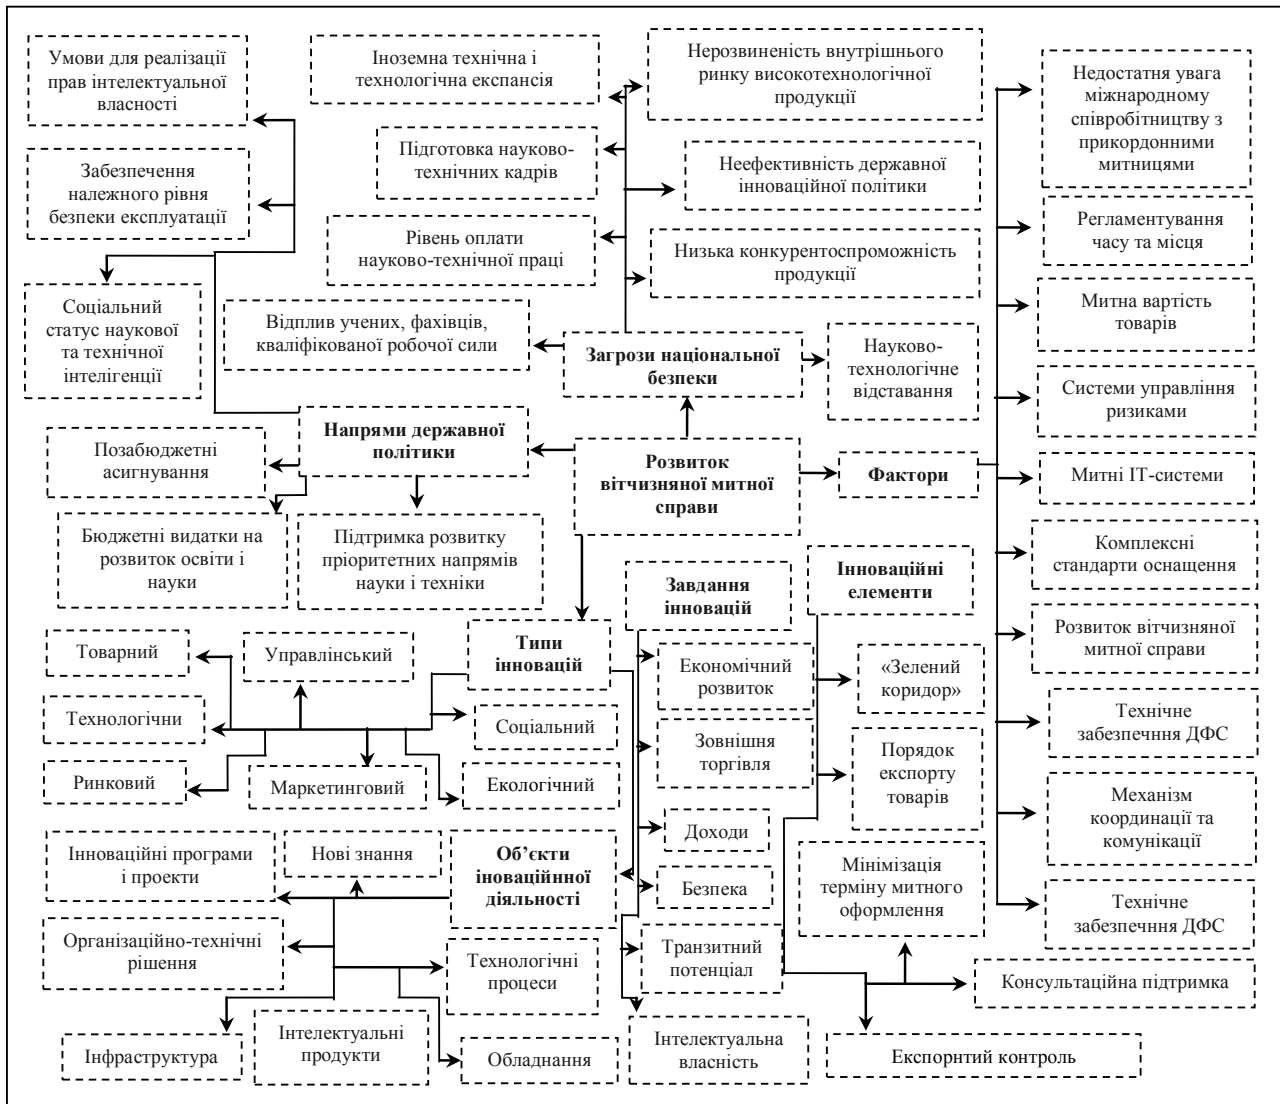 Умови для реалізації
прав інтелектуальної
власності
Іноземна технічна і
технологічна експансія
Нерозвиненість внутрішнього
ринку високотехнологічної
продукції
Недостатня увага
міжнародному
співробітництву з
прикордонними
митницями
Забезпечення
належного рівня
безпеки експлуатації
Підготовка науково-
технічних кадрів
Неефективність державної
інноваційної політики
Регламентування
часу та місця
Рівень оплати
науково-технічної праці
Низька конкурентоспроможність
продукції
Соціальний
статус наукової
та технічної
інтелігенції
Відплив учених, фахівців,
кваліфікованої робочої сили
Загрози національної
безпеки
Науково-
технологічне
відставання
Митна вартість
товарів
Системи управління
ризиками
Напрями державної
політики
Позабюджетні
асигнування
Розвиток
вітчизняної митної
справи
Фактори
Митні ІТ-системи
Бюджетні видатки на
розвиток освіти і
науки
Підтримка розвитку
пріоритетних напрямів
науки і техніки
Завдання
інновацій
Інноваційні
елементи
Комплексні
стандарти оснащення
Розвиток вітчизняної
митної справи
Товарний
Управлінський
Типи
інновацій
Економічний
розвиток
«Зелений
коридор»
Технологічни
Соціальний
Зовнішня
торгівля
Порядок
експорту
товарів
Технічне
забезпечння ДФС
Ринковий
Маркетинговий
Екологічний
Доходи
Механізм
координації та
комунікації
Інноваційні програми
і проекти
Нові знання
Об’єкти
іноваційнної
діяльності
Безпека
Мінімізація
терміну митного
оформлення
Технічне
забезпечння ДФС
Організаційно-технічні
рішення
Технологічні
процеси
Транзитний
потенціал
Консультаційна підтримка
Інфраструктура
Інтелектуальні
продукти
Обладнання
Інтелектуальна
власність
Експорнтий контроль